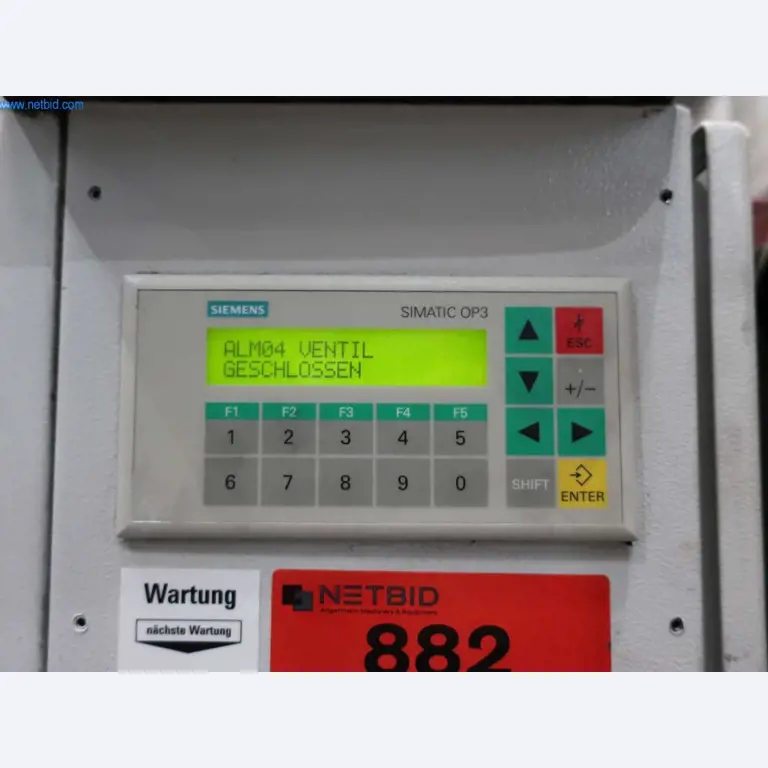 www.netbid.com
SIEMENS
SIMATIC OP3
ALM04 VENTIL
GESCHLOSSEN
ESC
+/−
F1 F2 F3 F4 F5
1 2 3 4 5
6 7 8 9 0
SHIFT
ENTER
Wartung
nächste Wartung
NETBID
882